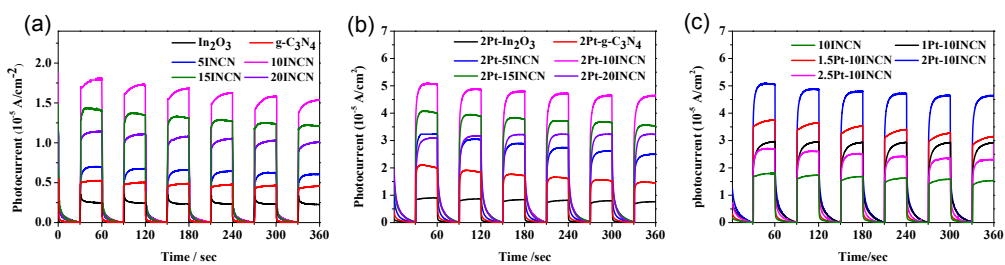 (a)
In₂O₃ g-C₃N₄
5INCN 10INCN
15INCN 20INCN
Photocurrent (10⁻⁵ A/cm⁻²)
2.4
2.0
1.5
1.0
0.5
0.0
0 60 120 180 240 300 360
Time / sec
(b)
2Pt-In₂O₃ 2Pt-g-C₃N₄
2Pt-5INCN 2Pt-10INCN
2Pt-15INCN 2Pt-20INCN
Photocurrent (10⁻⁵ A/cm²)
7
6
5
4
3
2
1
0
60 120 180 240 300 360
Time / sec
(c)
10INCN 1Pt-10INCN
1.5Pt-10INCN 2Pt-10INCN
2.5Pt-10INCN
photocurrent (10⁻⁵ A/cm²)
7
6
5
4
3
2
1
0
60 120 180 240 300 360
Time/sec